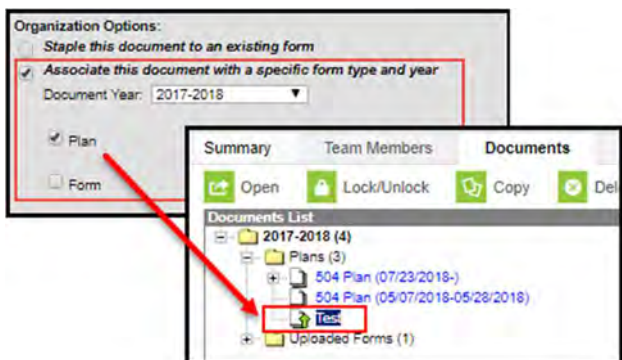 Organization Options:
Staple this document to an existing form
Associate this document with a specific form type and year
Document Year: 2017-2018
Plan
Form
Summary Team Members Documents
Open Lock/Unlock Copy Del
Documents List
2017-2018 (4)
Plans (3)
504 Plan (07/23/2018-)
504 Plan (05/07/2018-05/28/2018)
Test
Uploaded Forms (1)